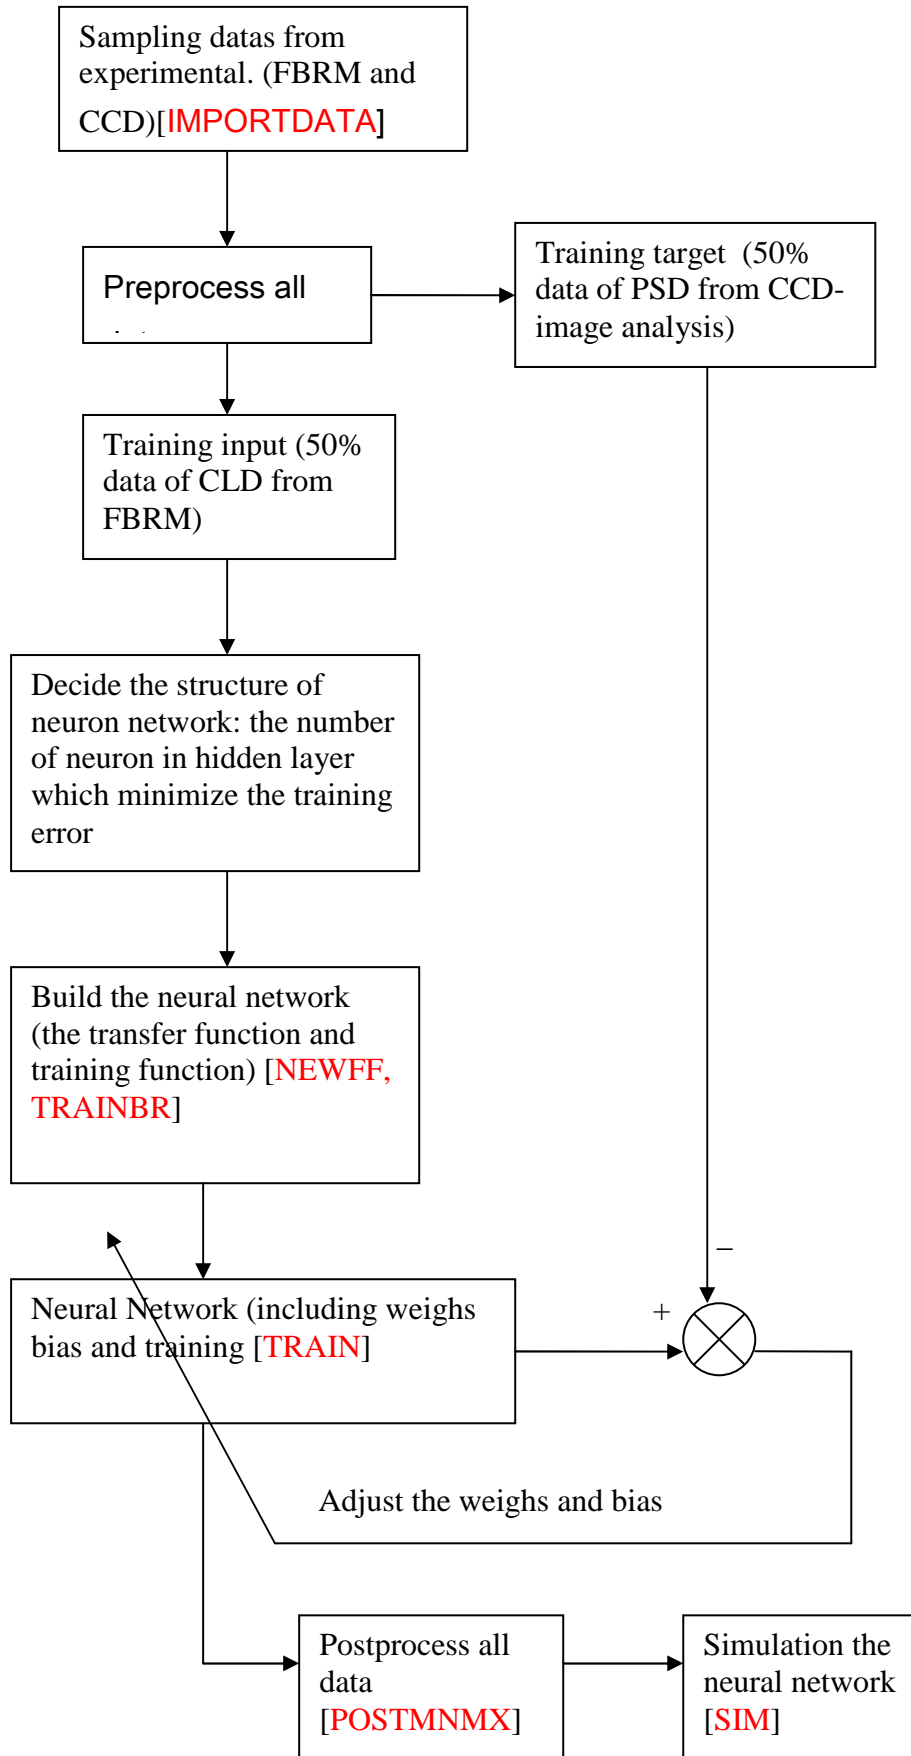 Sampling datas from
experimental. (FBRM and
CCD)[IMPORTDATA]
Preprocess all
Training target (50%
data of PSD from CCD-
image analysis)
Training input (50%
data of CLD from
FBRM)
Decide the structure of
neuron network: the number
of neuron in hidden layer
which minimize the training
error
Build the neural network
(the transfer function and
training function) [NEWFF,
TRAINBR]
−
+
Neural Network (including weighs
bias and training [TRAIN]
Adjust the weighs and bias
Postprocess all
data
[POSTMNMX]
Simulation the
neural network
[SIM]